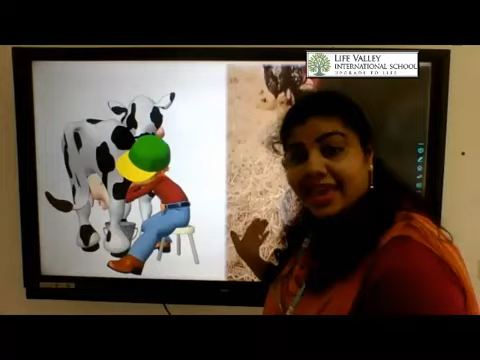 LIFE VALLEY
INTERNATIONAL SCHOOL
UPGRADE TO LIFE